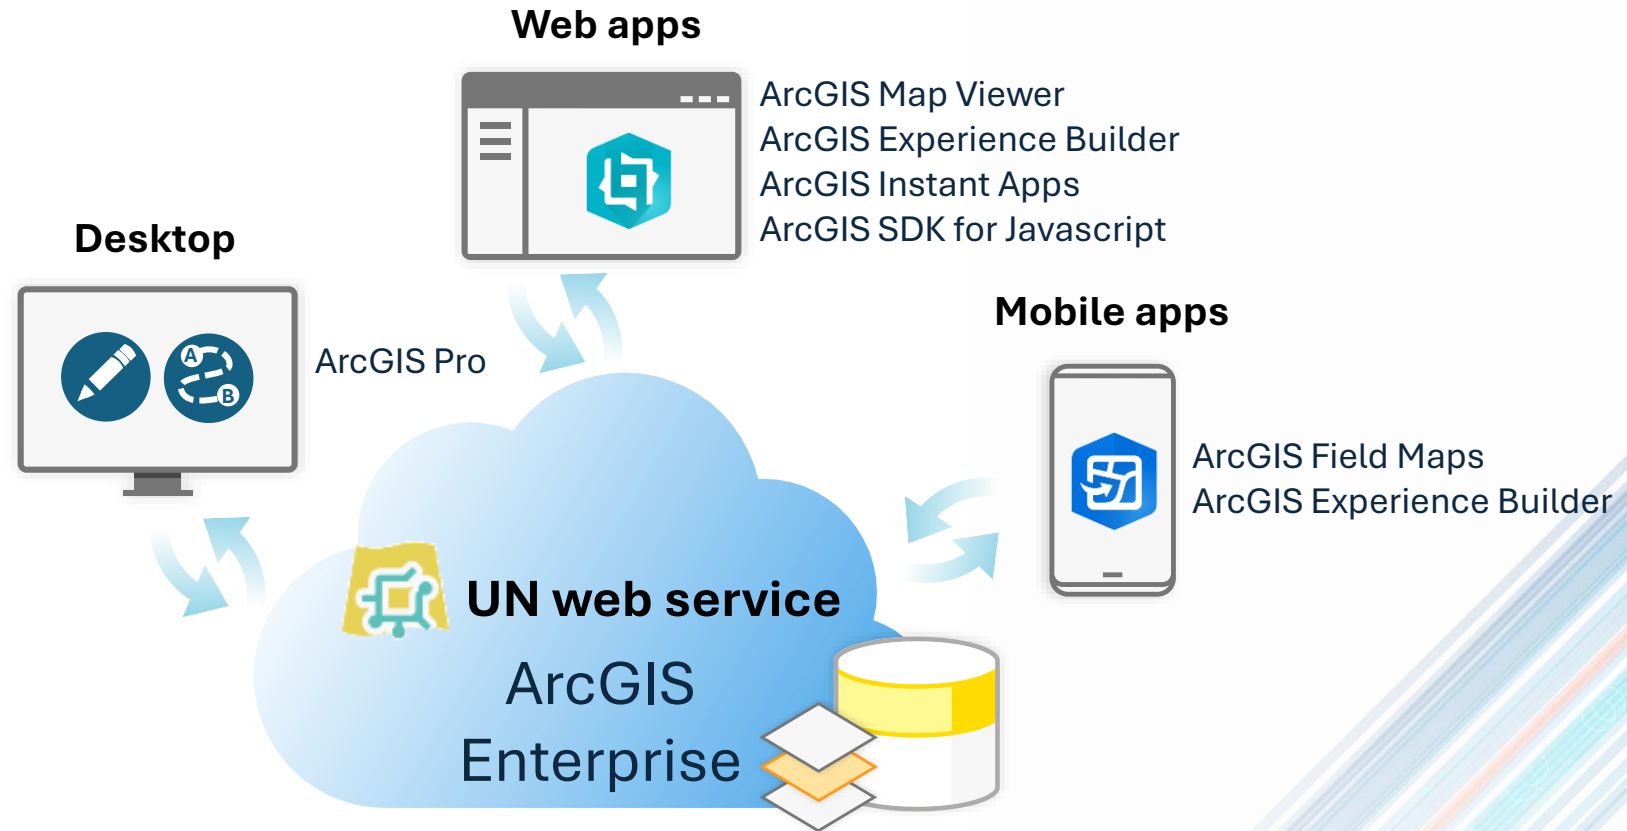 Web apps
ArcGIS Map Viewer
ArcGIS Experience Builder
ArcGIS Instant Apps
ArcGIS SDK for Javascript
Desktop
A
B
ArcGIS Pro
Mobile apps
ArcGIS Field Maps
ArcGIS Experience Builder
UN web service
ArcGIS
Enterprise